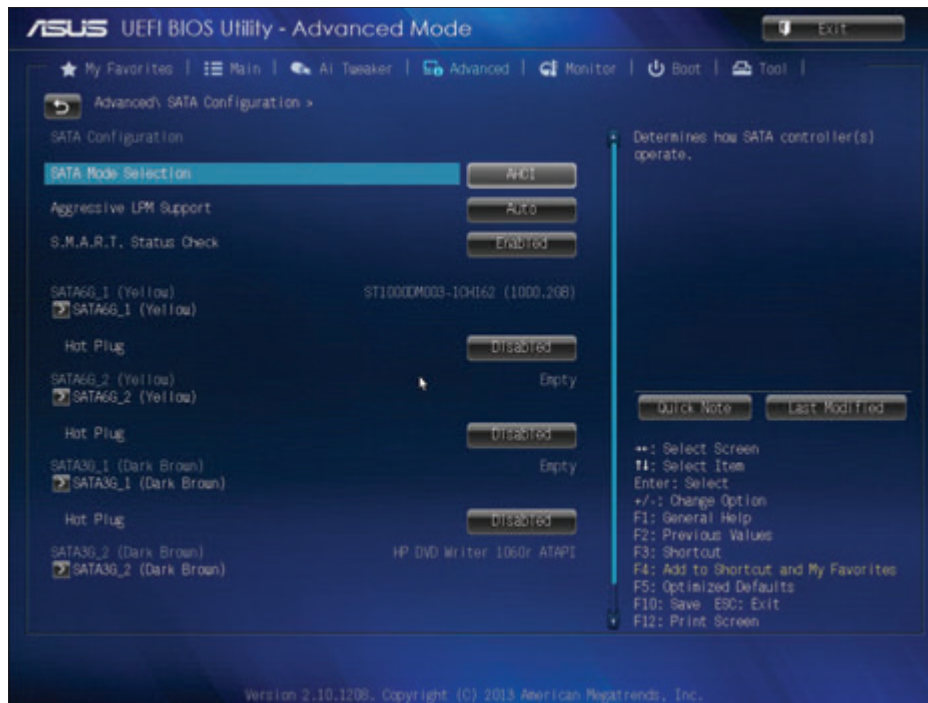 ASUS UEFI BIOS Utility - Advanced Mode
Exit
My Favorites | Main | Ai Tweaker | Advanced | Monitor | Boot | Tool |
Advanced\ SATA Configuration >
SATA Configuration
SATA Mode Selection AHCI
Aggressive LPM Support Auto
S.M.A.R.T. Status Check Enabled
SATA6G_1 (Yellow) ST1000DM003-1CH162 (1000.2GB)
SATA6G_1 (Yellow)
Hot Plug Disabled
SATA6G_2 (Yellow) Empty
SATA6G_2 (Yellow)
Hot Plug Disabled
SATA3G_1 (Dark Brown) Empty
SATA3G_1 (Dark Brown)
Hot Plug Disabled
SATA3G_2 (Dark Brown) HP DVD Writer 1060r ATAPI
SATA3G_2 (Dark Brown)
Determines how SATA controller(s)
operate.
Quick Note Last Modified
→←: Select Screen
↑↓: Select Item
Enter: Select
+/-: Change Option
F1: General Help
F2: Previous Values
F3: Shortcut
F4: Add to Shortcut and My Favorites
F5: Optimized Defaults
F10: Save ESC: Exit
F12: Print Screen
Version 2.10.1208. Copyright (C) 2013 American Megatrends, Inc.